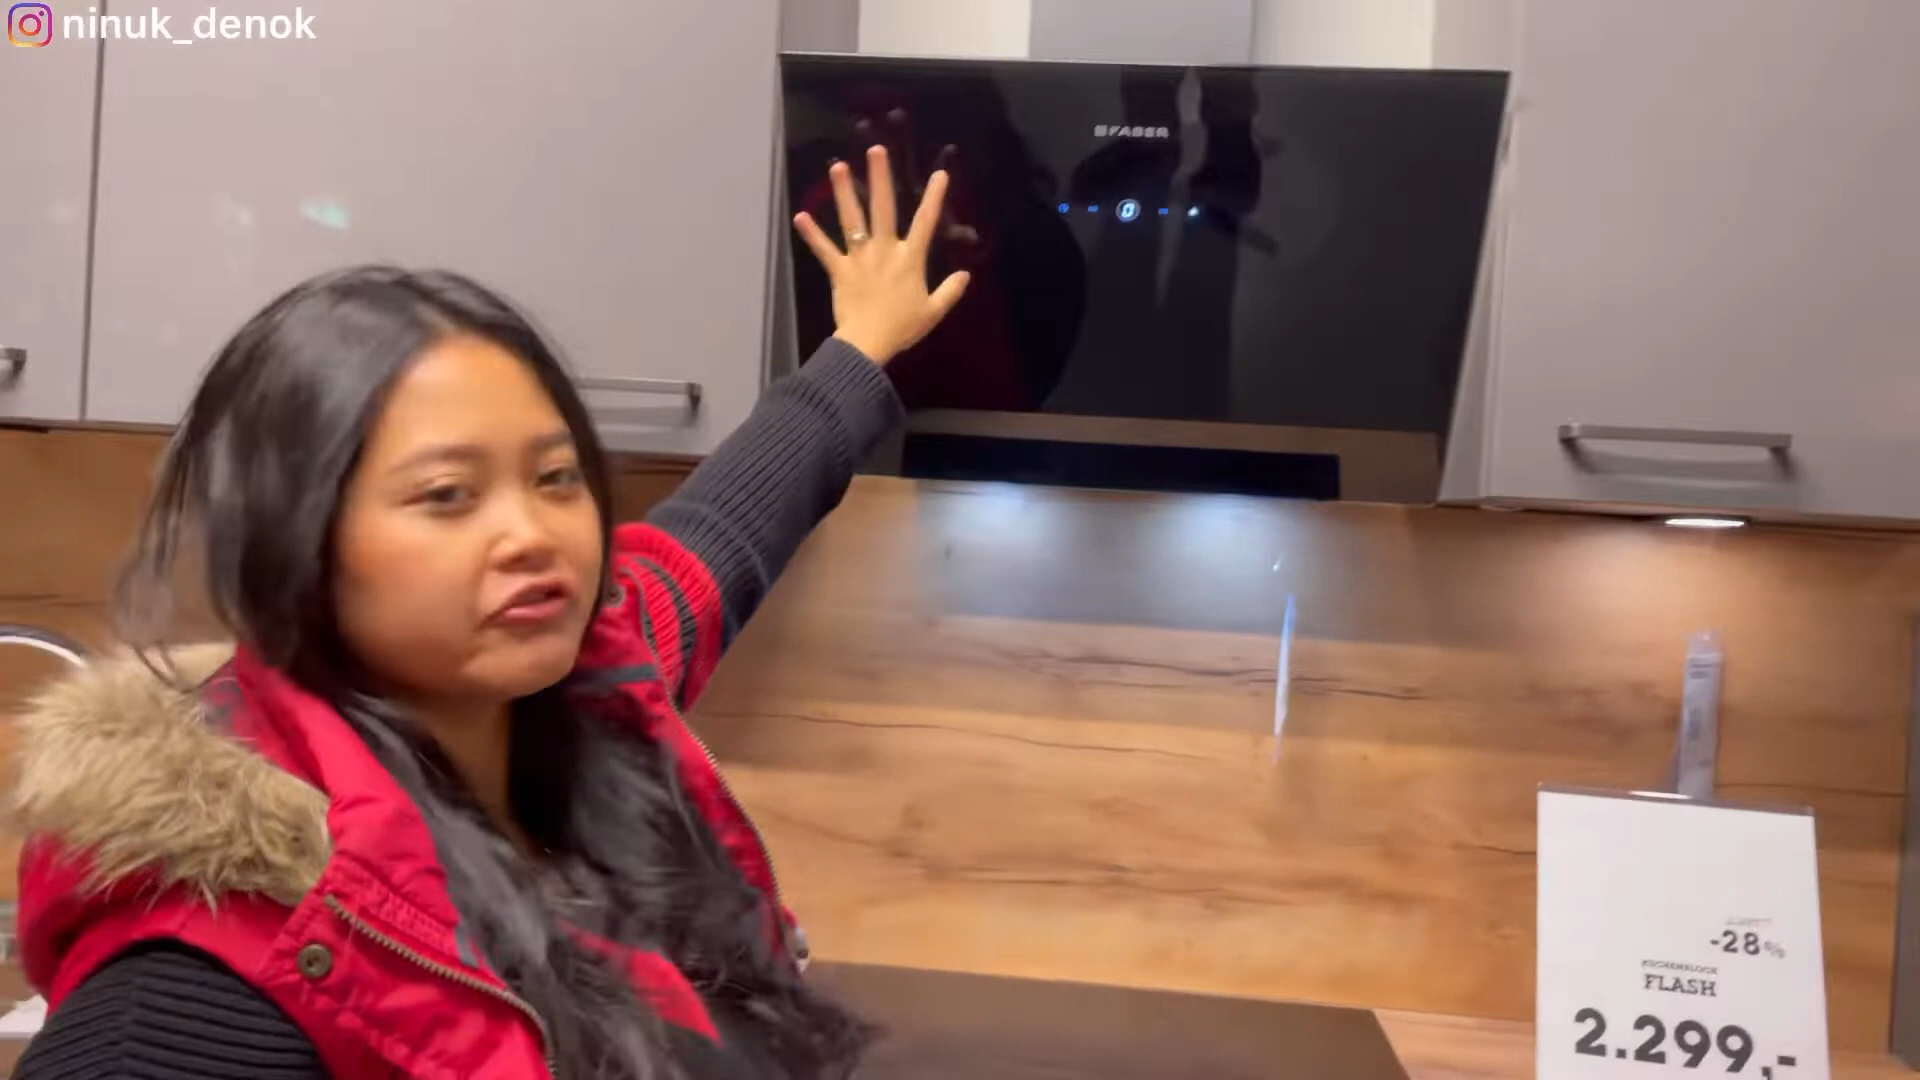 ninuk_denok
FABER
-28%
KÜCHENBLOCK
FLASH
2.299,-